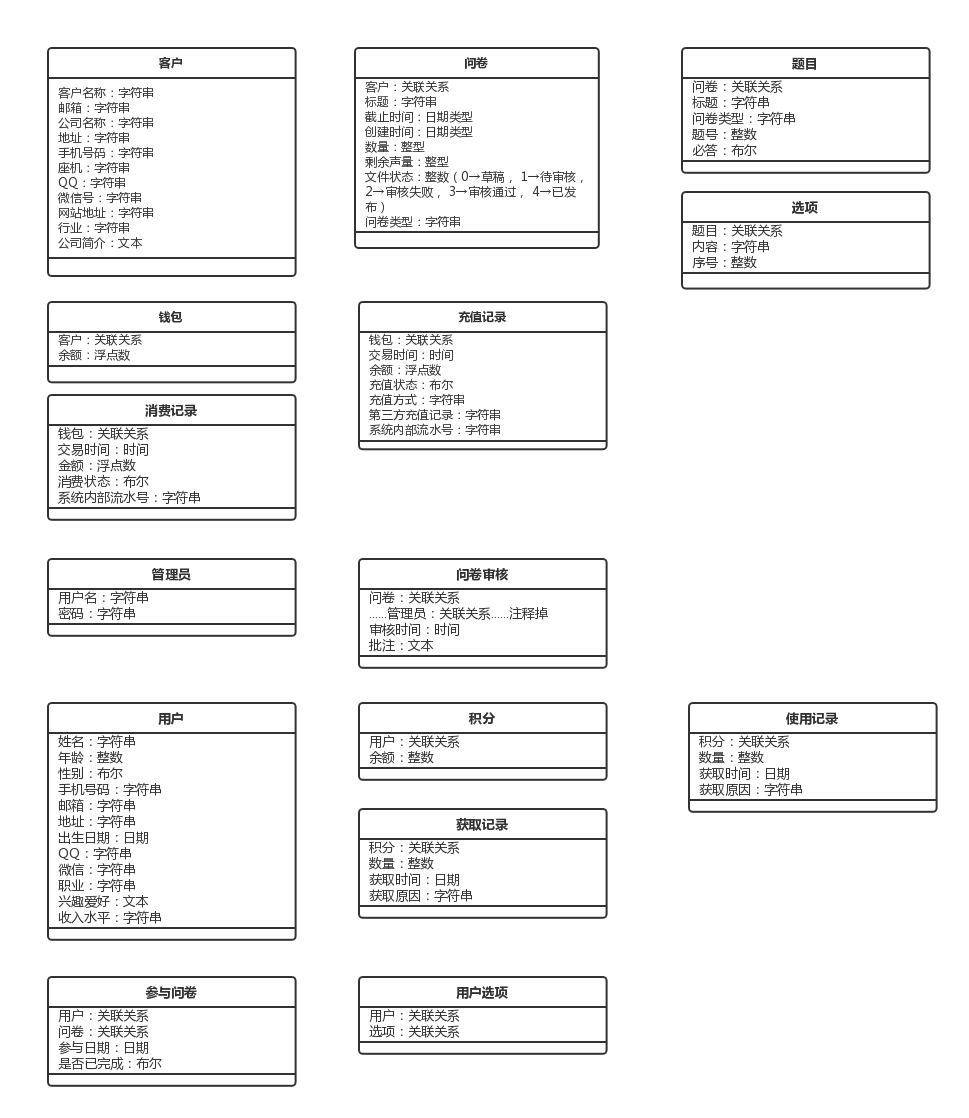 客户
客户名称：字符串
邮箱：字符串
公司名称：字符串
地址：字符串
手机号码：字符串
座机：字符串
QQ：字符串
微信号：字符串
网站地址：字符串
行业：字符串
公司简介：文本
问卷
客户：关联关系
标题：字符串
截止时间：日期类型
创建时间：日期类型
数量：整型
剩余声量：整型
文件状态：整数（0→草稿，1→待审核，
2→审核失败，3→审核通过，4→已发
布）
问卷类型：字符串
题目
问卷：关联关系
标题：字符串
问卷类型：字符串
题号：整数
必答：布尔
选项
题目：关联关系
内容：字符串
序号：整数
钱包
客户：关联关系
余额：浮点数
充值记录
钱包：关联关系
交易时间：时间
余额：浮点数
充值状态：布尔
充值方式：字符串
第三方充值记录：字符串
系统内部流水号：字符串
消费记录
钱包：关联关系
交易时间：时间
金额：浮点数
消费状态：布尔
系统内部流水号：字符串
管理员
用户名：字符串
密码：字符串
问卷审核
问卷：关联关系
......管理员：关联关系......注释掉
审核时间：时间
批注：文本
用户
姓名：字符串
年龄：整数
性别：布尔
手机号码：字符串
邮箱：字符串
地址：字符串
出生日期：日期
QQ：字符串
微信：字符串
职业：字符串
兴趣爱好：文本
收入水平：字符串
积分
用户：关联关系
余额：整数
使用记录
积分：关联关系
数量：整数
获取时间：日期
获取原因：字符串
获取记录
积分：关联关系
数量：整数
获取时间：日期
获取原因：字符串
参与问卷
用户：关联关系
问卷：关联关系
参与日期：日期
是否已完成：布尔
用户选项
用户：关联关系
选项：关联关系